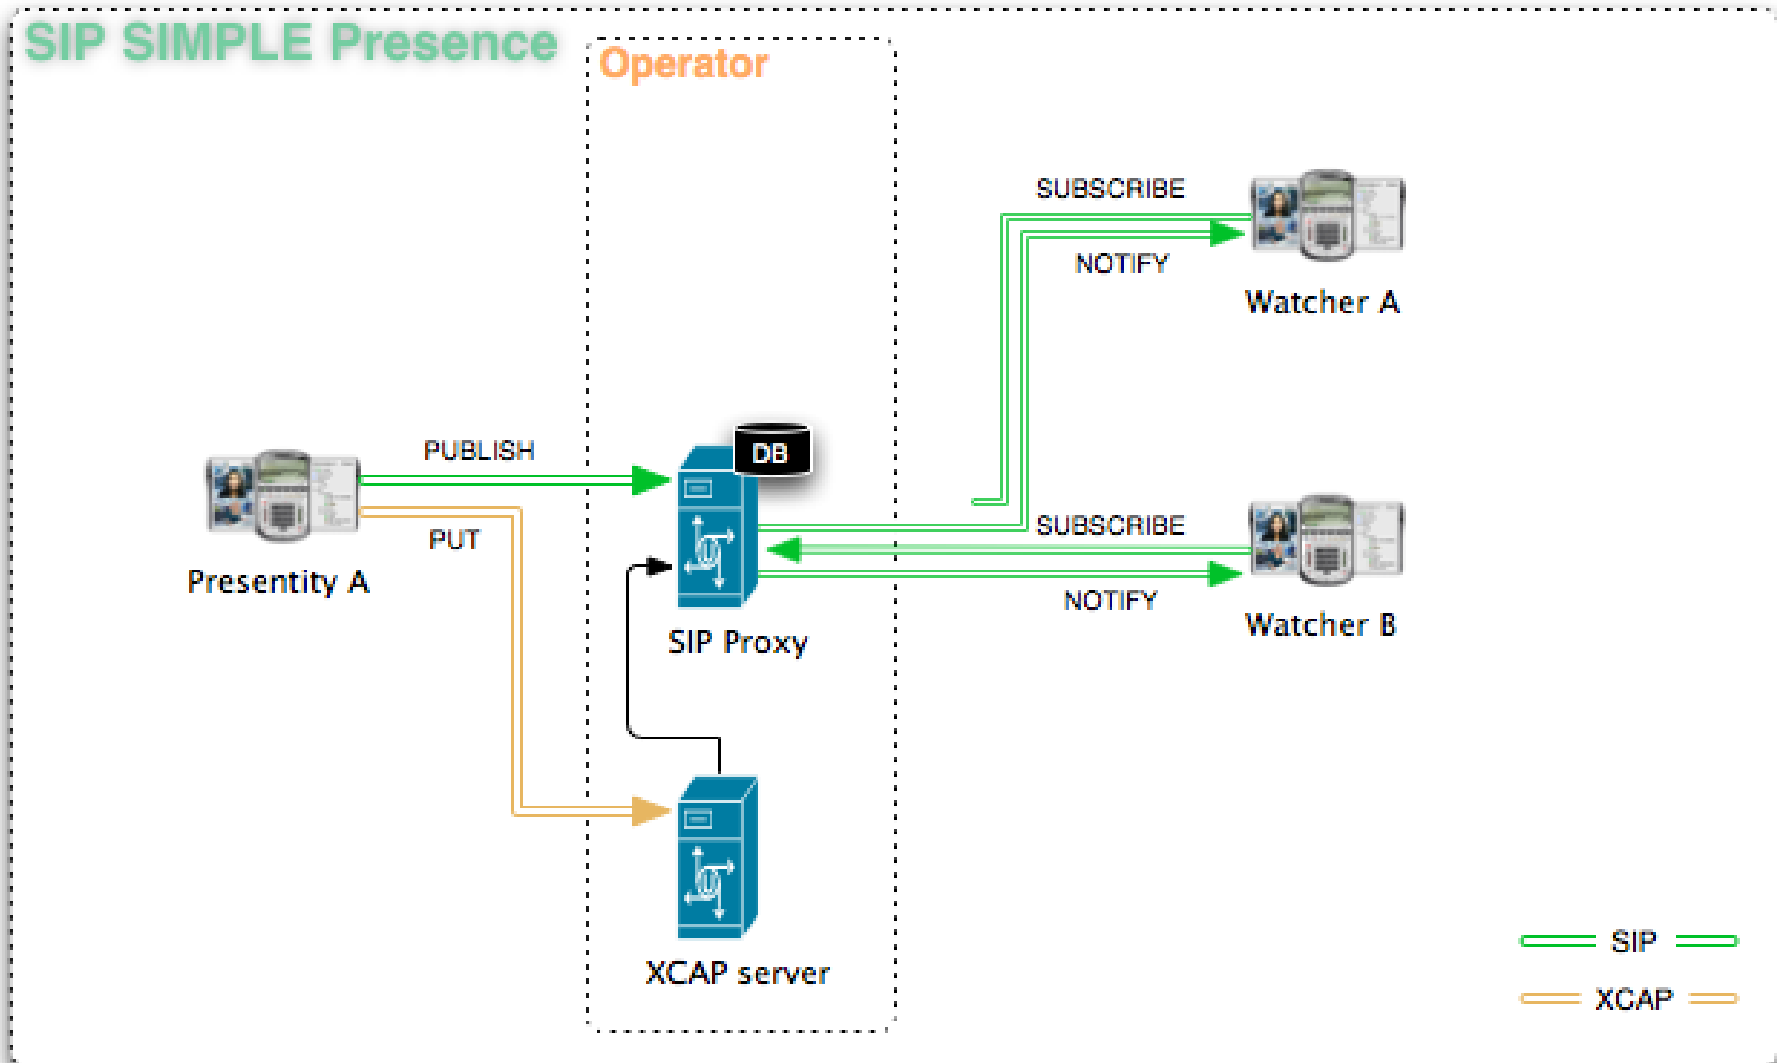 SIP SIMPLE Presence
Operator
SUBSCRIBE
NOTIFY
Watcher A
PUBLISH
DB
PUT
Presentity A
SUBSCRIBE
NOTIFY
Watcher B
SIP Proxy
XCAP server
SIP
XCAP